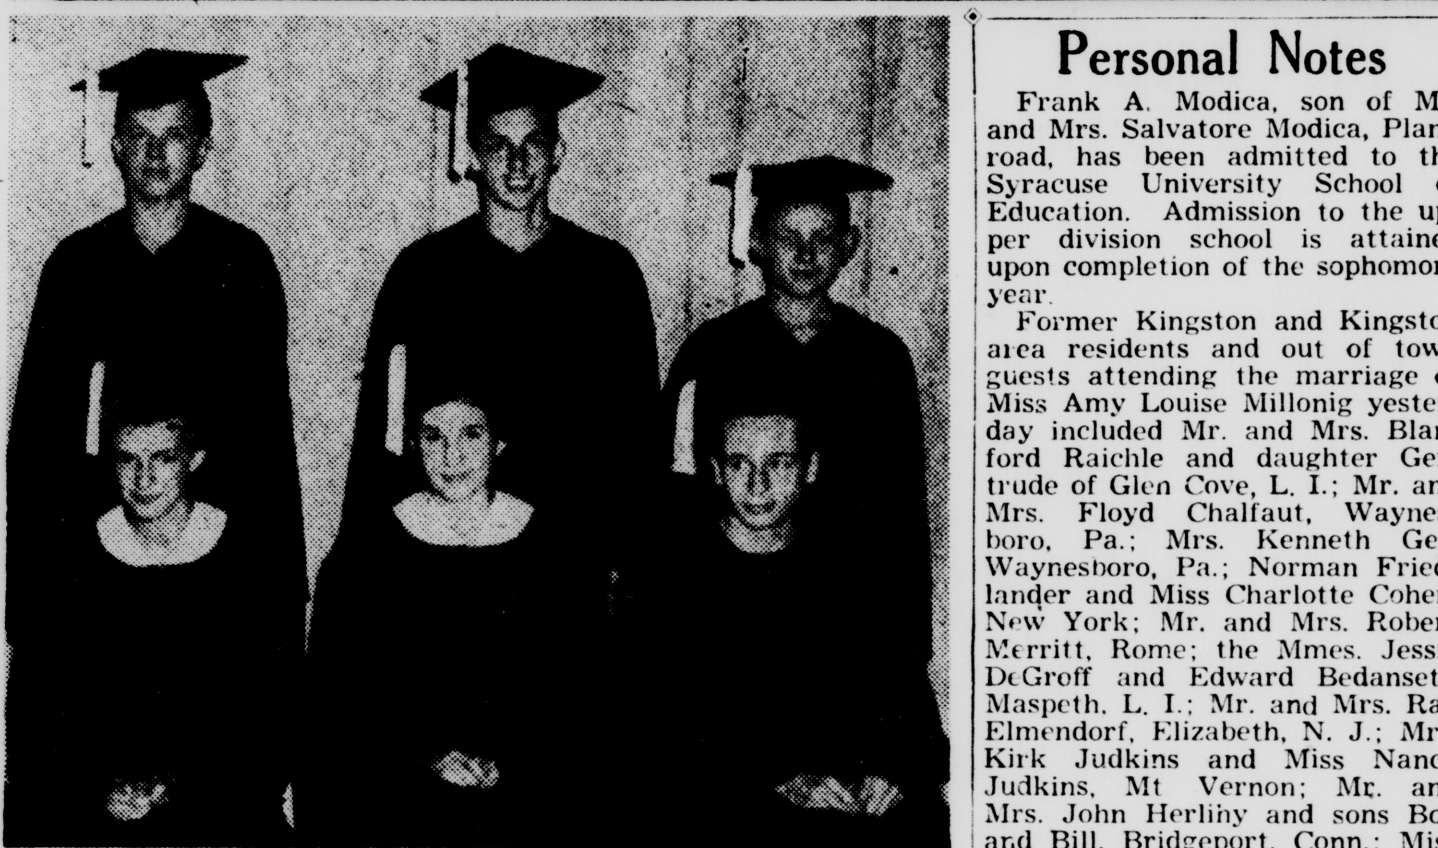 Personal Notes
Frank A. Modica, son of M
and Mrs. Salvatore Modica, Plan
road, has been admitted to th
Syracuse University School
Education. Admission to the up
per division school is attaine
upon completion of the sophomor
year.
Former Kingston and Kingsto
area residents and out of tow
guests attending the marriage
Miss Amy Louise Millonig yester
day included Mr. and Mrs. Blan
ford Raichle and daughter Ger
trude of Glen Cove, L. I.; Mr. an
Mrs. Floyd Chalfaut, Waynes
boro, Pa.; Mrs. Kenneth Ge
Waynesboro, Pa.; Norman Fried
lander and Miss Charlotte Cohe
New York; Mr. and Mrs. Rober
Merritt, Rome; the Mmes. Jess
DeGroff and Edward Bedanset
Maspeth, L. I.; Mr. and Mrs. Ra
Elmendorf, Elizabeth, N. J.; Mr
Kirk Judkins and Miss Nanc
Judkins, Mt Vernon; Mr. an
Mrs. John Herlihy and sons Bo
and Bill, Bridgeport, Conn.; Mis